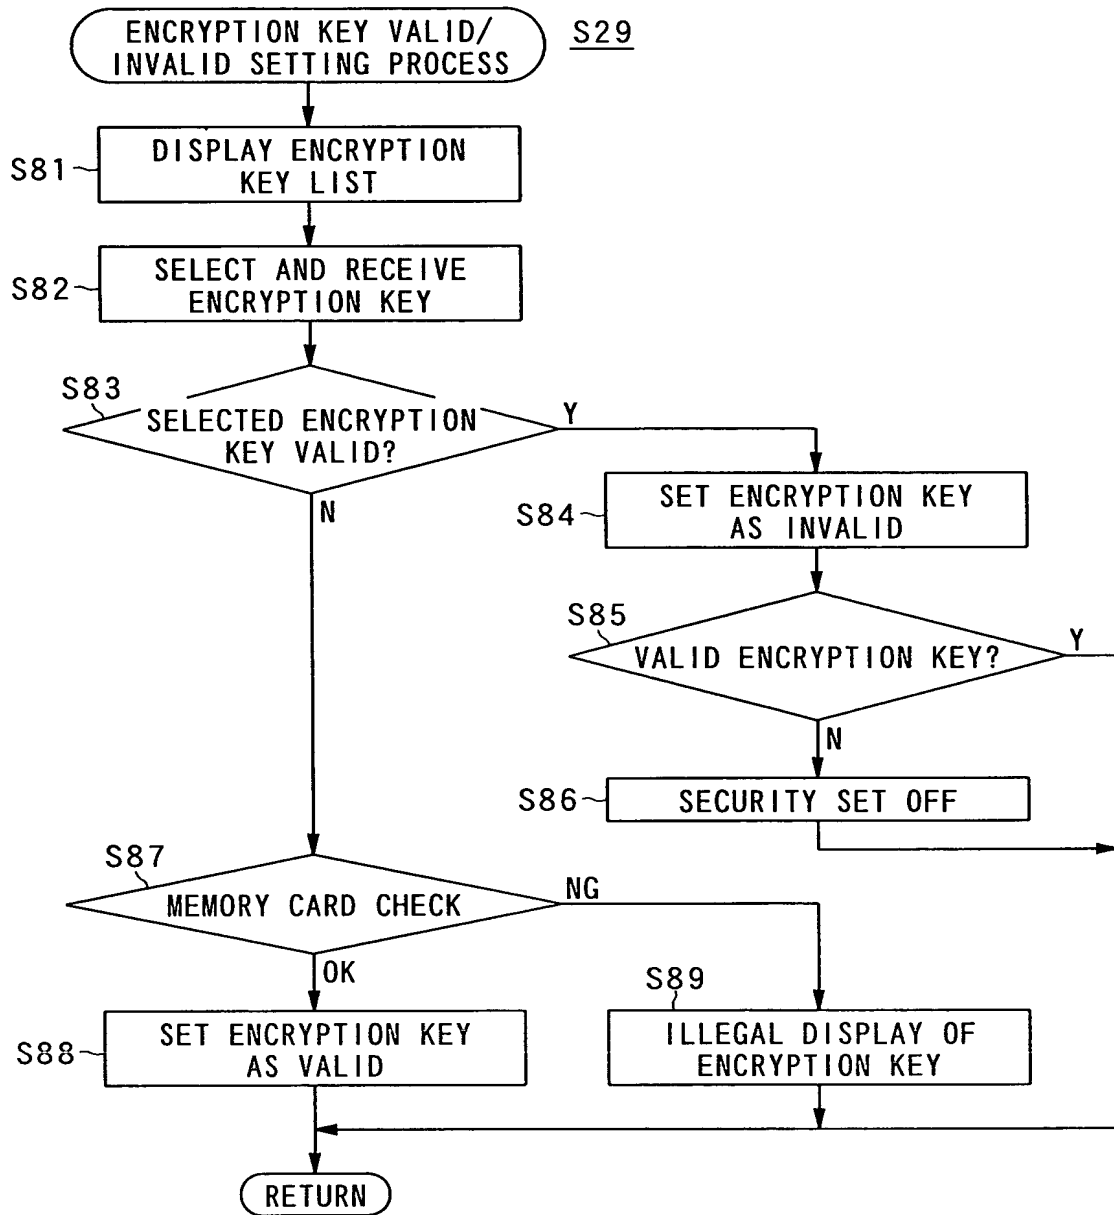 ENCRYPTION KEY VALID/
INVALID SETTING PROCESS
S29
S81
DISPLAY ENCRYPTION
KEY LIST
S82
SELECT AND RECEIVE
ENCRYPTION KEY
S83
SELECTED ENCRYPTION
KEY VALID?
Y
N
S84
SET ENCRYPTION KEY
AS INVALID
S85
VALID ENCRYPTION KEY?
Y
N
S86
SECURITY SET OFF
S87
MEMORY CARD CHECK
NG
OK
S88
SET ENCRYPTION KEY
AS VALID
S89
ILLEGAL DISPLAY OF
ENCRYPTION KEY
RETURN